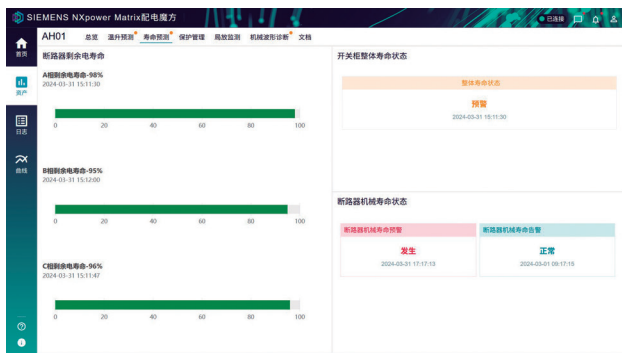 SIEMENS NXpower Matrix配电魔方
已连接
AH01 总览 温升预测 寿命预测 保护管理 局放监测 机械波形诊断 文档
首页
资产
日志
曲线
断路器剩余电寿命
A相剩余电寿命-98%
2024-03-31 15:11:30
0 20 40 60 80 100
B相剩余电寿命-95%
2024-03-31 15:12:00
0 20 40 60 80 100
C相剩余电寿命-96%
2024-03-31 15:11:47
0 20 40 60 80 100
开关柜整体寿命状态
整体寿命状态
预警
2024-03-31 15:11:30
断路器机械寿命状态
断路器机械寿命预警
发生
2024-03-31 17:17:13
断路器机械寿命告警
正常
2024-03-01 09:17:15